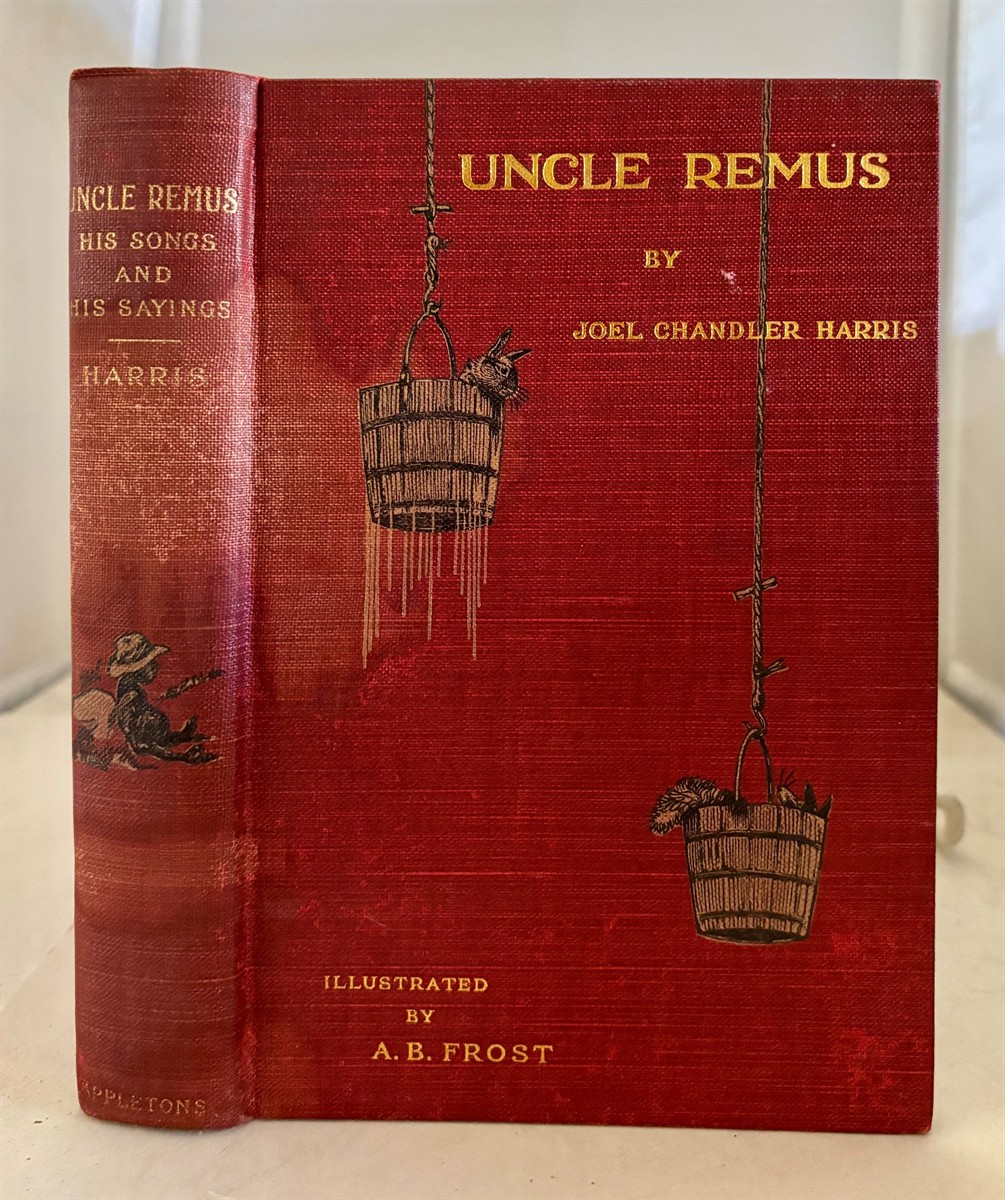 UNCLE REMUS
HIS SONGS
AND
HIS SAYINGS
HARRIS
APPLETONS
UNCLE REMUS
BY
JOEL CHANDLER HARRIS
ILLUSTRATED
BY
A. B. FROST